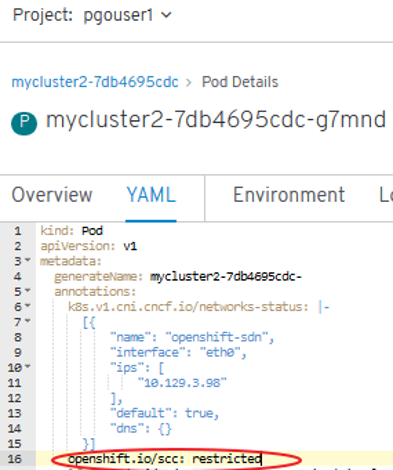 Project: pgouser1
mycluster2-7db4695cdc > Pod Details
P mycluster2-7db4695cdc-g7mnd
Overview YAML Environment Lo
1 kind: Pod
2 apiVersion: v1
3 metadata:
4 generateName: mycluster2-7db4695cdc-
5 annotations:
6 k8s.v1.cni.cncf.io/networks-status: |-
7 [{
8 "name": "openshift-sdn",
9 "interface": "eth0",
10 "ips": [
11 "10.129.3.98"
12 ],
13 "default": true,
14 "dns": {}
15 }]
16 openshift.io/scc: restricted